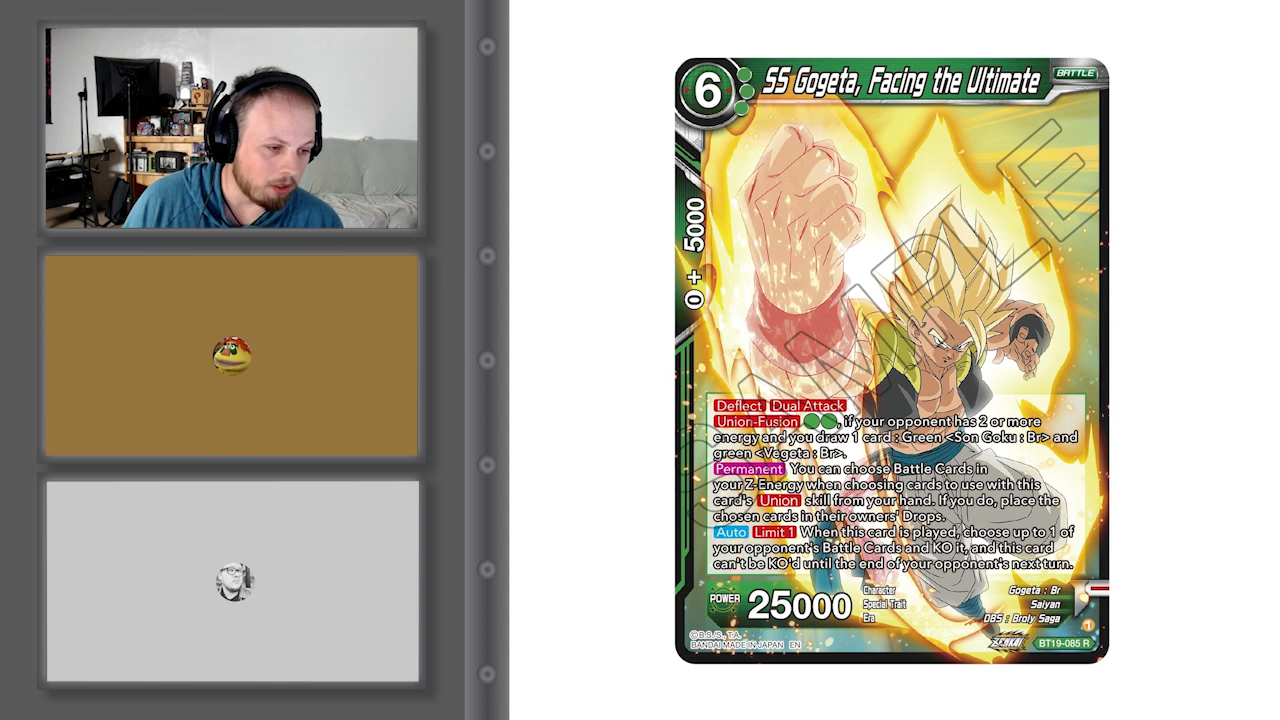 6
SS Gogeta, Facing the Ultimate
BATTLE
0 + 5000
SAMPLE
Deflect Dual Attack
Union-Fusion , if your opponent has 2 or more
energy and you draw 1 card : Green <Son Goku : Br> and
green <Vegeta : Br>.
Permanent You can choose Battle Cards in
your Z-Energy when choosing cards to use with this
card's Union skill from your hand. If you do, place the
chosen cards in their owners' Drops.
Auto Limit 1 When this card is played, choose up to 1 of
your opponent's Battle Cards and KO it, and this card
can't be KO'd until the end of your opponent's next turn.
POWER 25000
Character Gogeta : Br
Special Trait Saiyan
Era DBS : Broly Saga
1
©B.S./S., T.A.
BANDAI MADE IN JAPAN EN
ZENKAI
BT19-085 R